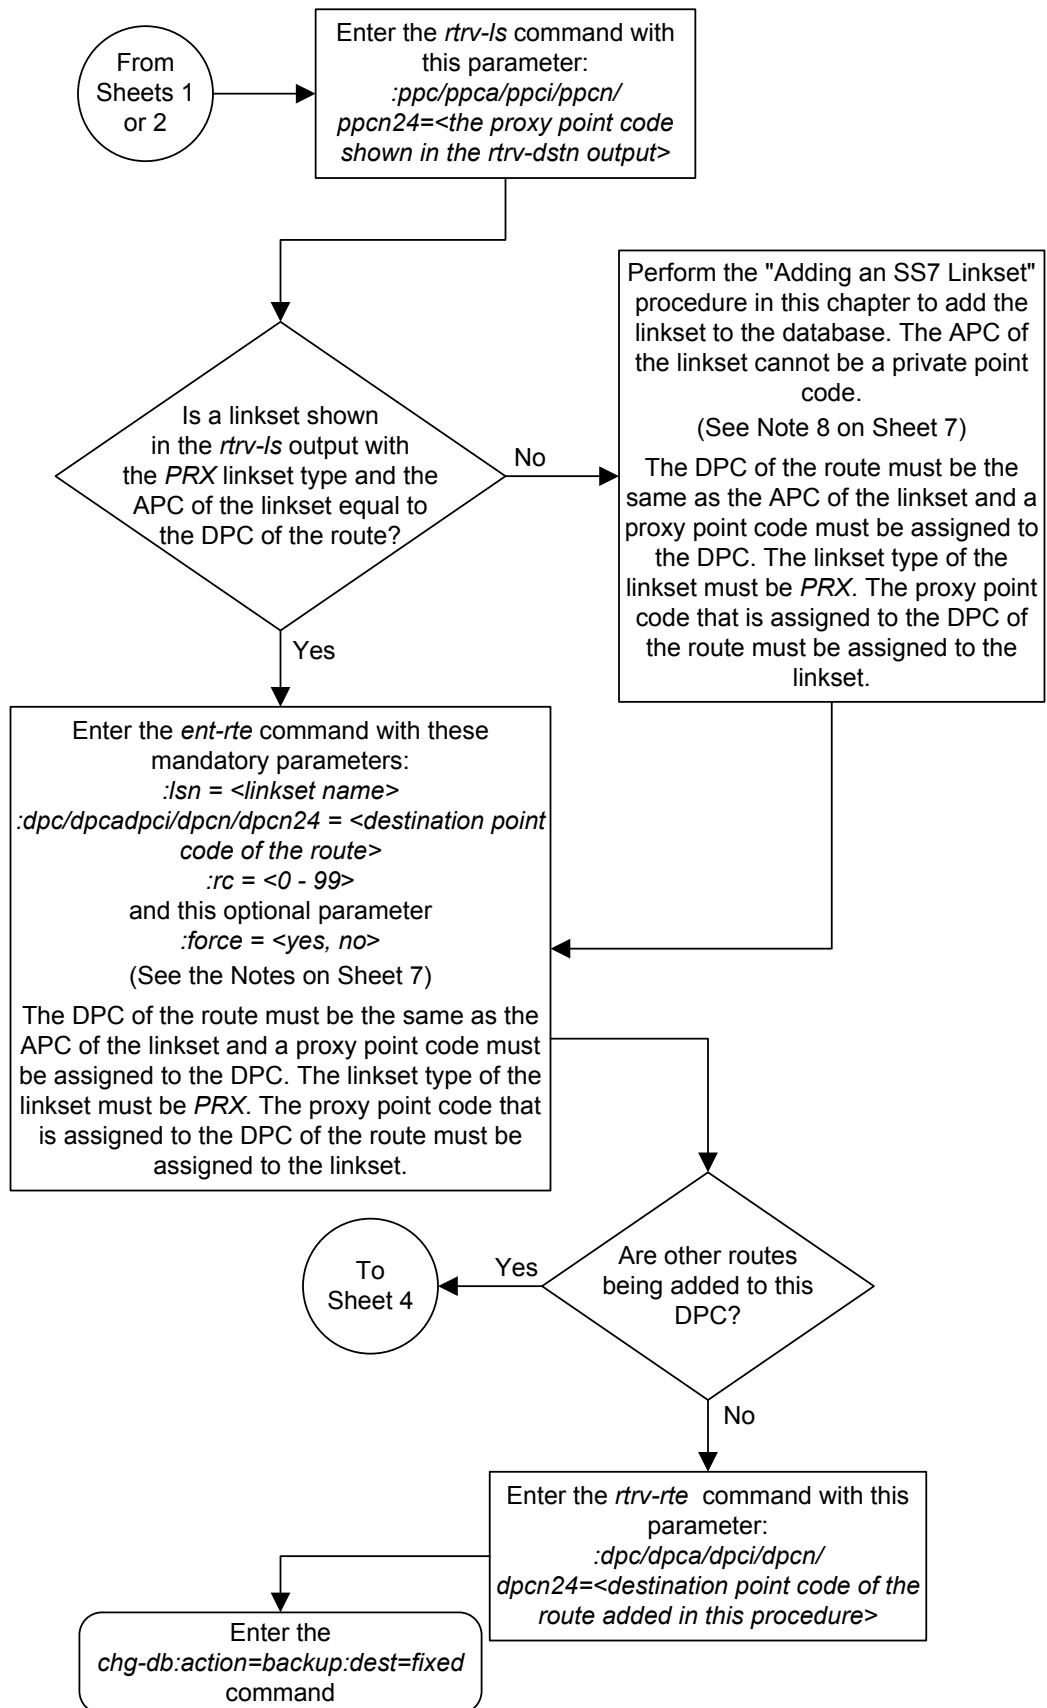 From
Sheets 1
or 2
Enter the rtrv-ls command with
this parameter:
:ppc/ppca/ppci/ppcn/
ppcn24=<the proxy point code
shown in the rtrv-dstn output>
Is a linkset shown
in the rtrv-ls output with
the PRX linkset type and the
APC of the linkset equal to
the DPC of the route?
No
Perform the "Adding an SS7 Linkset"
procedure in this chapter to add the
linkset to the database. The APC of
the linkset cannot be a private point
code.
(See Note 8 on Sheet 7)
The DPC of the route must be the
same as the APC of the linkset and a
proxy point code must be assigned to
the DPC. The linkset type of the
linkset must be PRX. The proxy point
code that is assigned to the DPC of
the route must be assigned to the
linkset.
Yes
Enter the ent-rte command with these
mandatory parameters:
:lsn = <linkset name>
:dpc/dpcadpci/dpcn/dpcn24 = <destination point
code of the route>
:rc = <0 - 99>
and this optional parameter
:force = <yes, no>
(See the Notes on Sheet 7)
The DPC of the route must be the same as the
APC of the linkset and a proxy point code must
be assigned to the DPC. The linkset type of the
linkset must be PRX. The proxy point code that
is assigned to the DPC of the route must be
assigned to the linkset.
Are other routes
being added to this
DPC?
Yes
To
Sheet 4
No
Enter the rtrv-rte command with this
parameter:
:dpc/dpca/dpci/dpcn/
dpcn24=<destination point code of the
route added in this procedure>
Enter the
chg-db:action=backup:dest=fixed
command